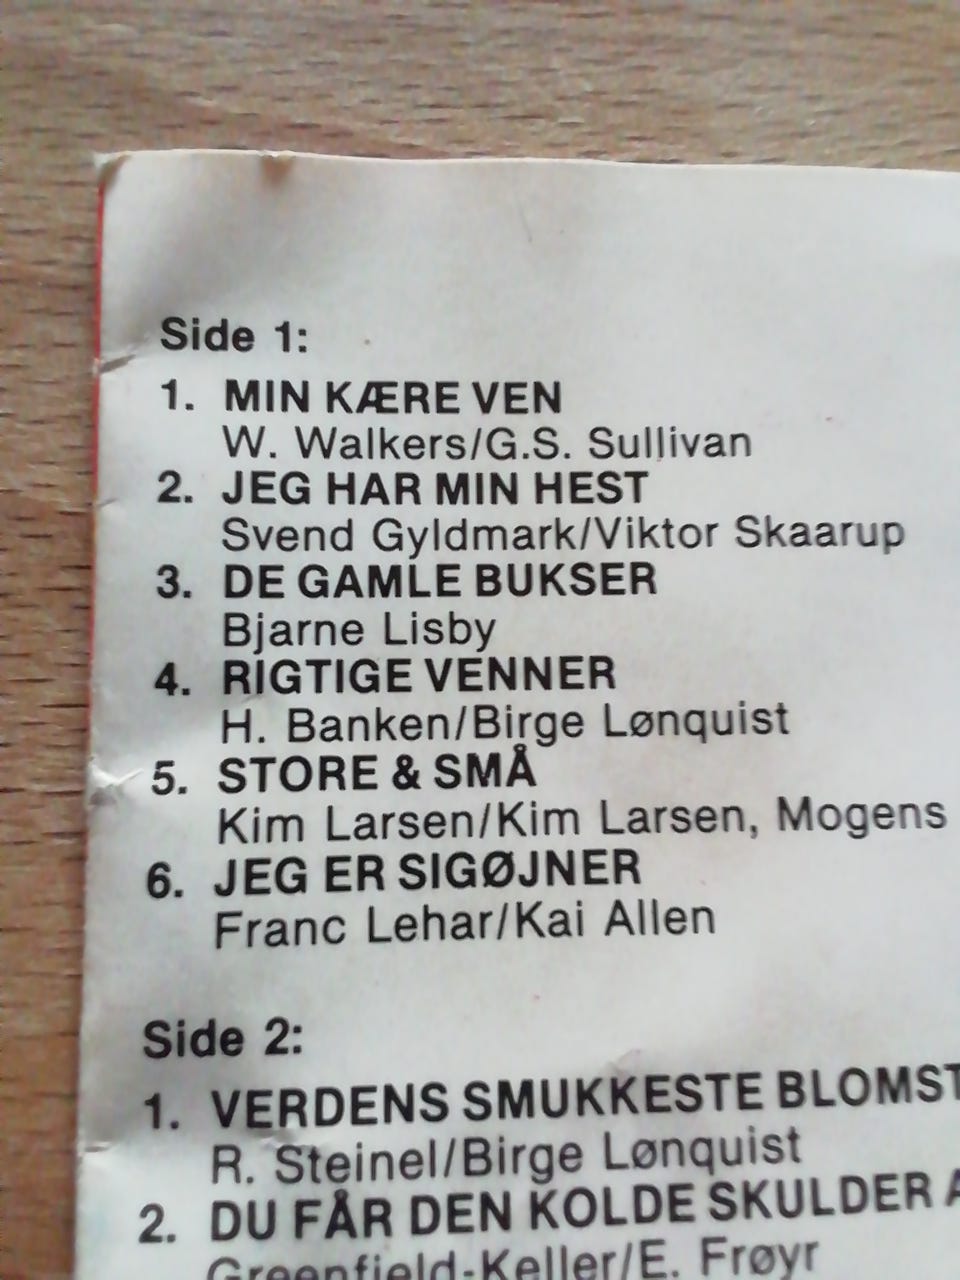 Side 1:
1. MIN KÆRE VEN
W. Walkers/G.S. Sullivan
2. JEG HAR MIN HEST
Svend Gyldmark/Viktor Skaarup
3. DE GAMLE BUKSER
Bjarne Lisby
4. RIGTIGE VENNER
H. Banken/Birge Lønquist
5. STORE & SMÅ
Kim Larsen/Kim Larsen, Mogens
6. JEG ER SIGØJNER
Franc Lehar/Kai Allen
Side 2:
1. VERDENS SMUKKESTE BLOMST
R. Steinel/Birge Lønquist
2. DU FÅR DEN KOLDE SKULDER A
Greenfield-Keller/E. Frøyr